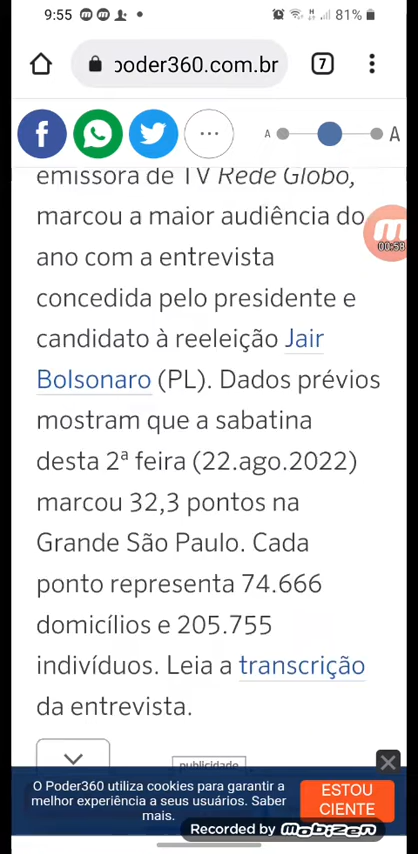 9:55
81%
poder360.com.br
7
A A
emissora de TV Rede Globo,
marcou a maior audiência do
00:58
ano com a entrevista
concedida pelo presidente e
candidato à reeleição Jair
Bolsonaro (PL). Dados prévios
mostram que a sabatina
desta 2ª feira (22.ago.2022)
marcou 32,3 pontos na
Grande São Paulo. Cada
ponto representa 74.666
domicílios e 205.755
indivíduos. Leia a transcrição
da entrevista.
publicidade
O Poder360 utiliza cookies para garantir a
melhor experiência a seus usuários. Saber
mais.
ESTOU
CIENTE
Recorded by mobizen